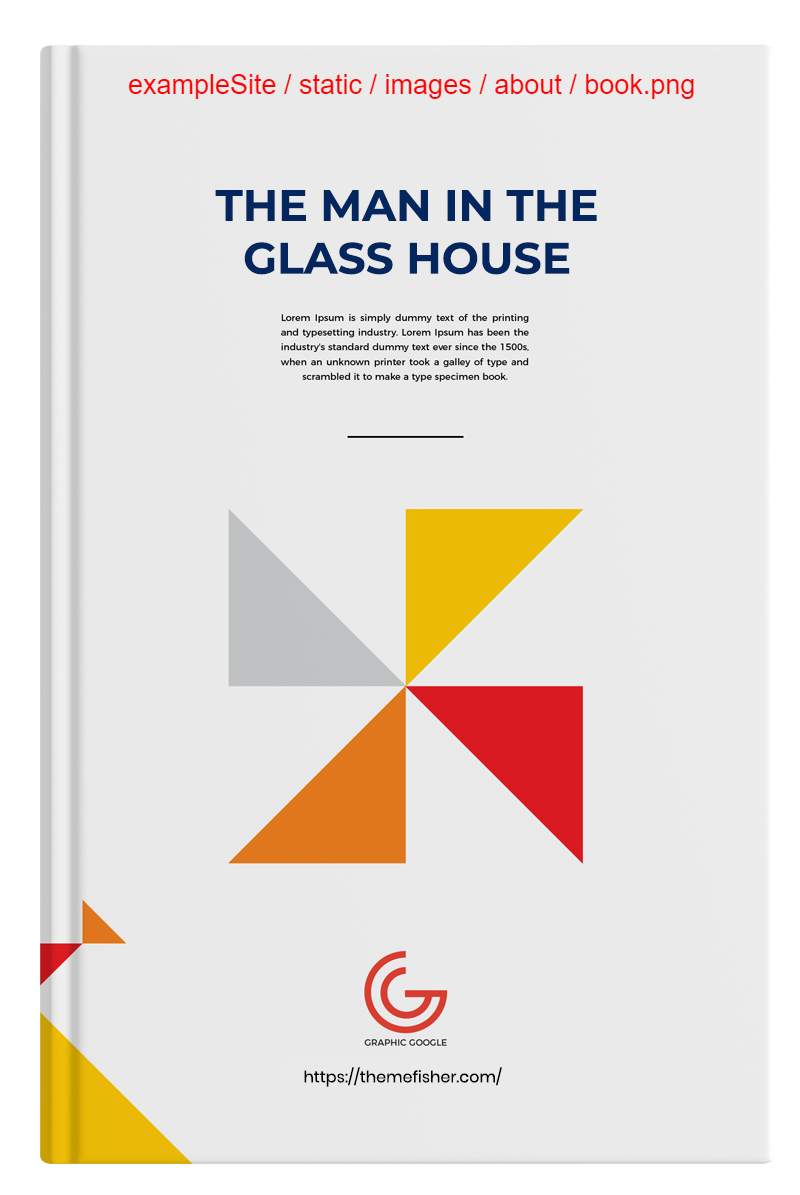 exampleSite / static / images / about / book.png
THE MAN IN THE
GLASS HOUSE
Lorem Ipsum is simply dummy text of the printing
and typesetting industry. Lorem Ipsum has been the
industry's standard dummy text ever since the 1500s,
when an unknown printer took a galley of type and
scrambled it to make a type specimen book.
GRAPHIC GOOGLE
https://themefisher.com/